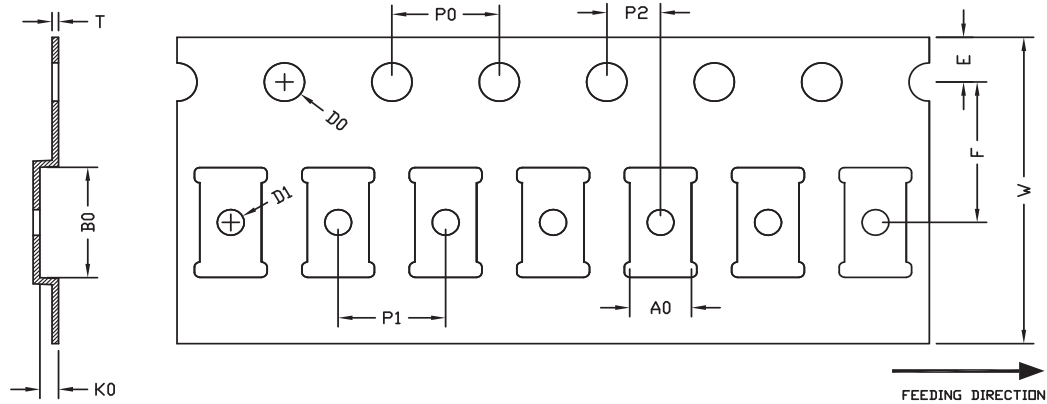 T
P0
P2
E
D0
F
D1
B0
W
A0
P1
K0
FEEDING DIRECTION